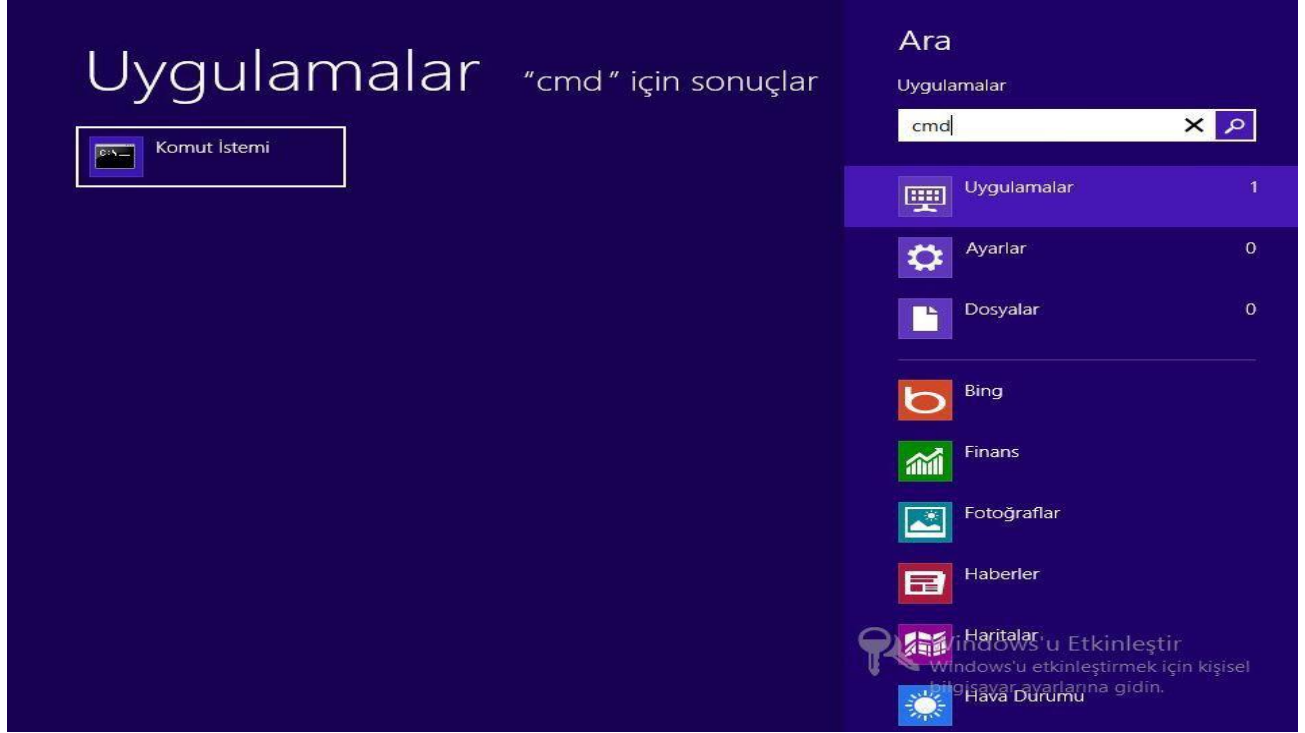 Uygulamalar "cmd" için sonuçlar
Komut İstemi
C:\
Ara
Uygulamalar
cmd
Uygulamalar 1
Ayarlar 0
Dosyalar 0
Bing
Finans
Fotoğraflar
Haberler
Haritalar
Windows'u Etkinleştir
Windows'u etkinleştirmek için kişisel
bilgisayar ayarlarına gidin.
Hava Durumu